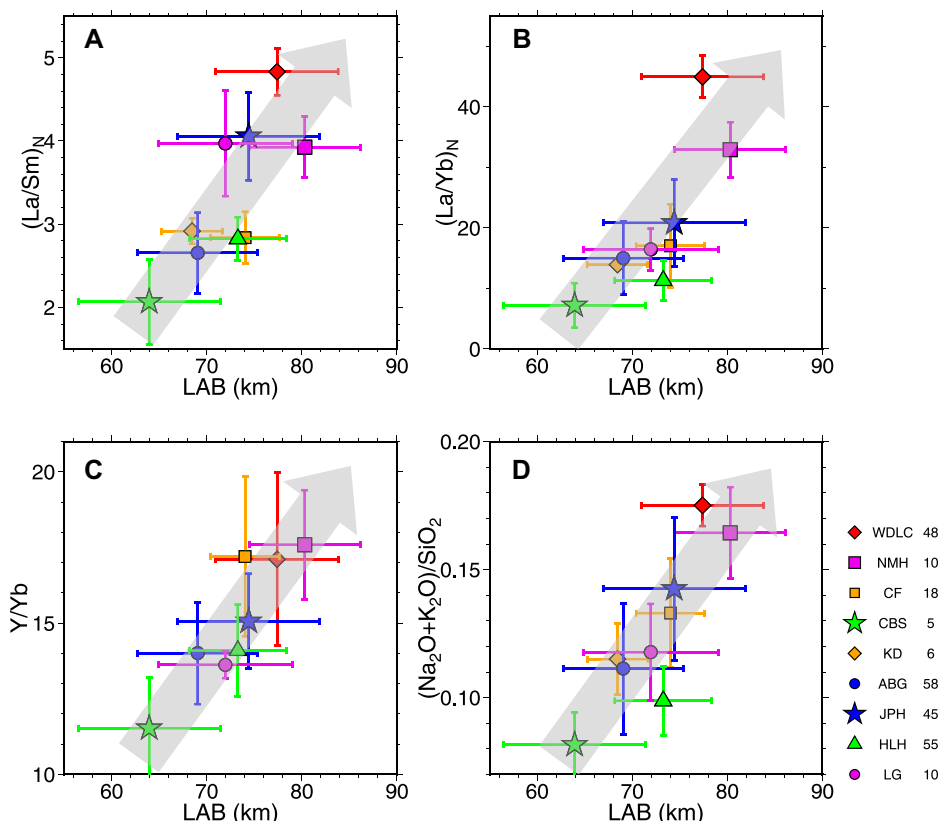 A
5
4
3
2
(La/Sm)N
60 70 80 90
LAB (km)
B
40
20
0
(La/Yb)N
60 70 80 90
LAB (km)
C
20
15
10
Y/Yb
60 70 80 90
LAB (km)
D
0.20
0.15
0.10
(Na2O+K2O)/SiO2
60 70 80 90
LAB (km)
WDLC 48
NMH 10
CF 18
CBS 5
KD 6
ABG 58
JPH 45
HLH 55
LG 10